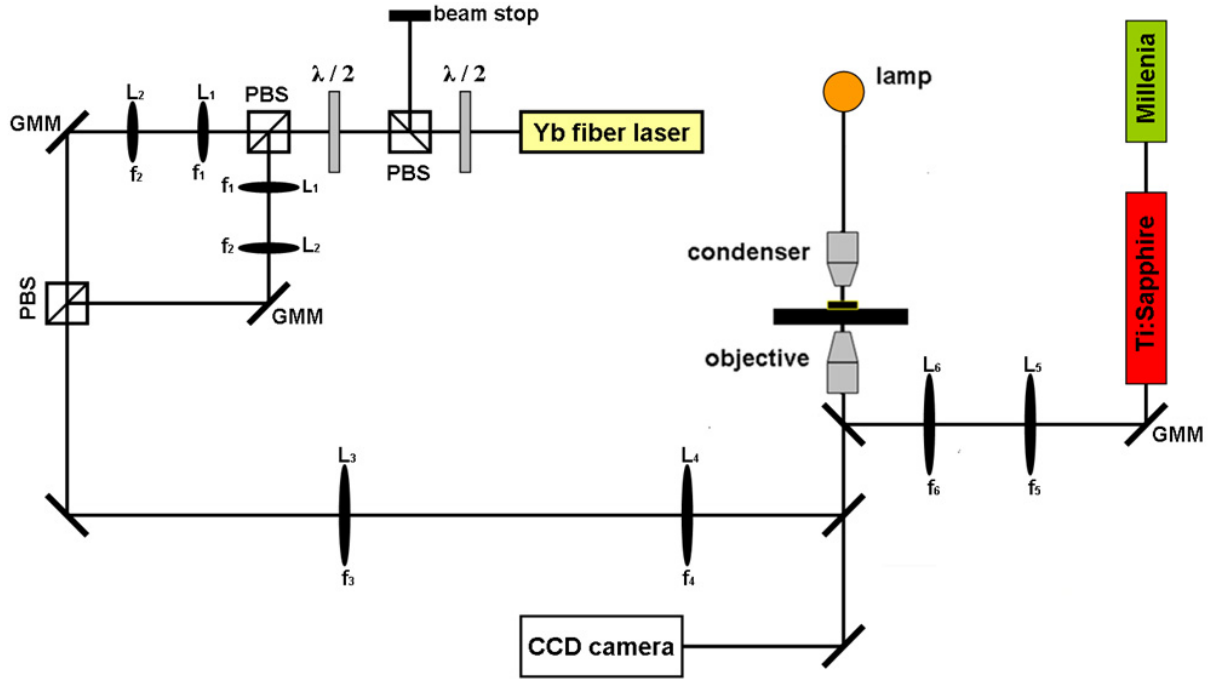 beam stop
λ / 2
λ / 2
lamp
Millenia
L2
L1
PBS
GMM
Yb fiber laser
f2
f1
PBS
f1
L1
f2
L2
condenser
Ti:Sapphire
PBS
GMM
objective
L6
L5
GMM
L3
L4
f6
f5
f3
f4
CCD camera